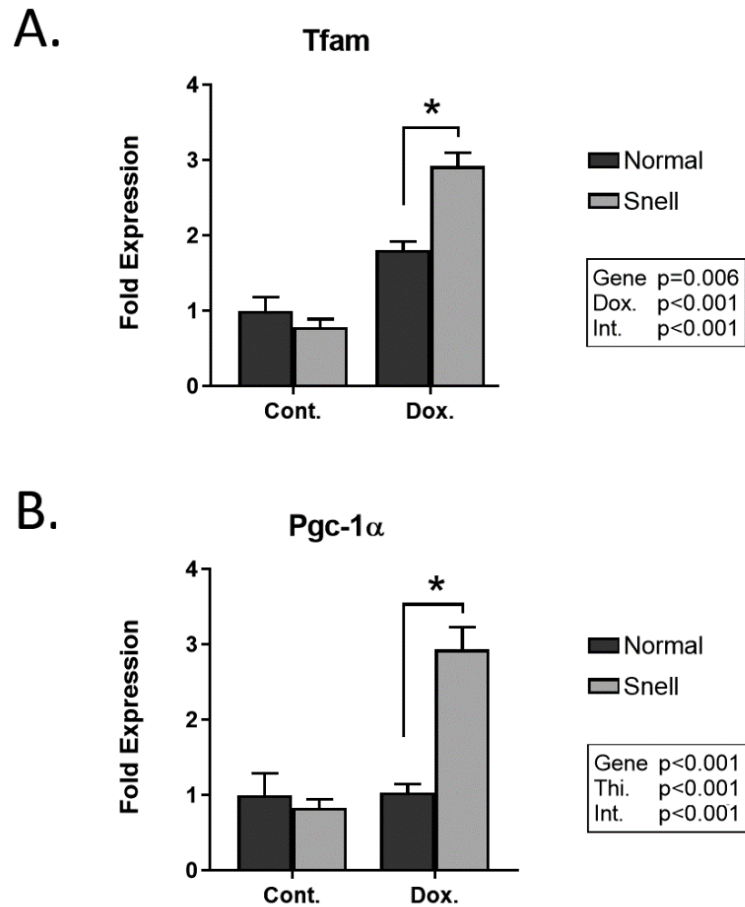 A.
Tfam
Fold Expression
4
3
2
1
0
*
Cont.
Dox.
Normal
Snell
Gene p=0.006
Dox. p<0.001
Int. p<0.001
B.
Pgc-1α
Fold Expression
4
3
2
1
0
*
Cont.
Dox.
Normal
Snell
Gene p<0.001
Thi. p<0.001
Int. p<0.001